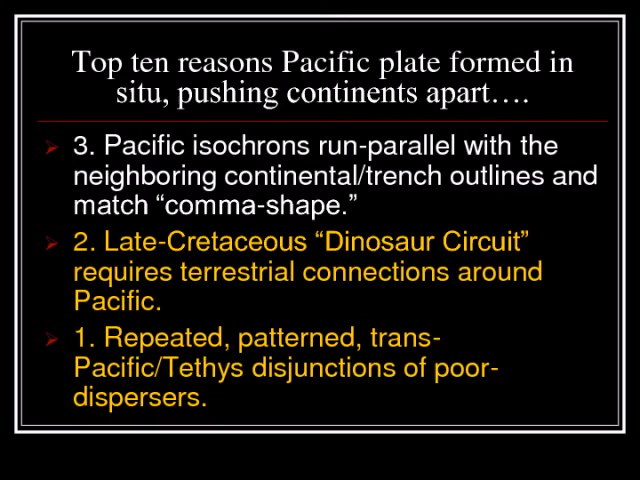 Top ten reasons Pacific plate formed in
situ, pushing continents apart….
3. Pacific isochrons run-parallel with the
neighboring continental/trench outlines and
match “comma-shape.”
2. Late-Cretaceous “Dinosaur Circuit”
requires terrestrial connections around
Pacific.
1. Repeated, patterned, trans-
Pacific/Tethys disjunctions of poor-
dispersers.